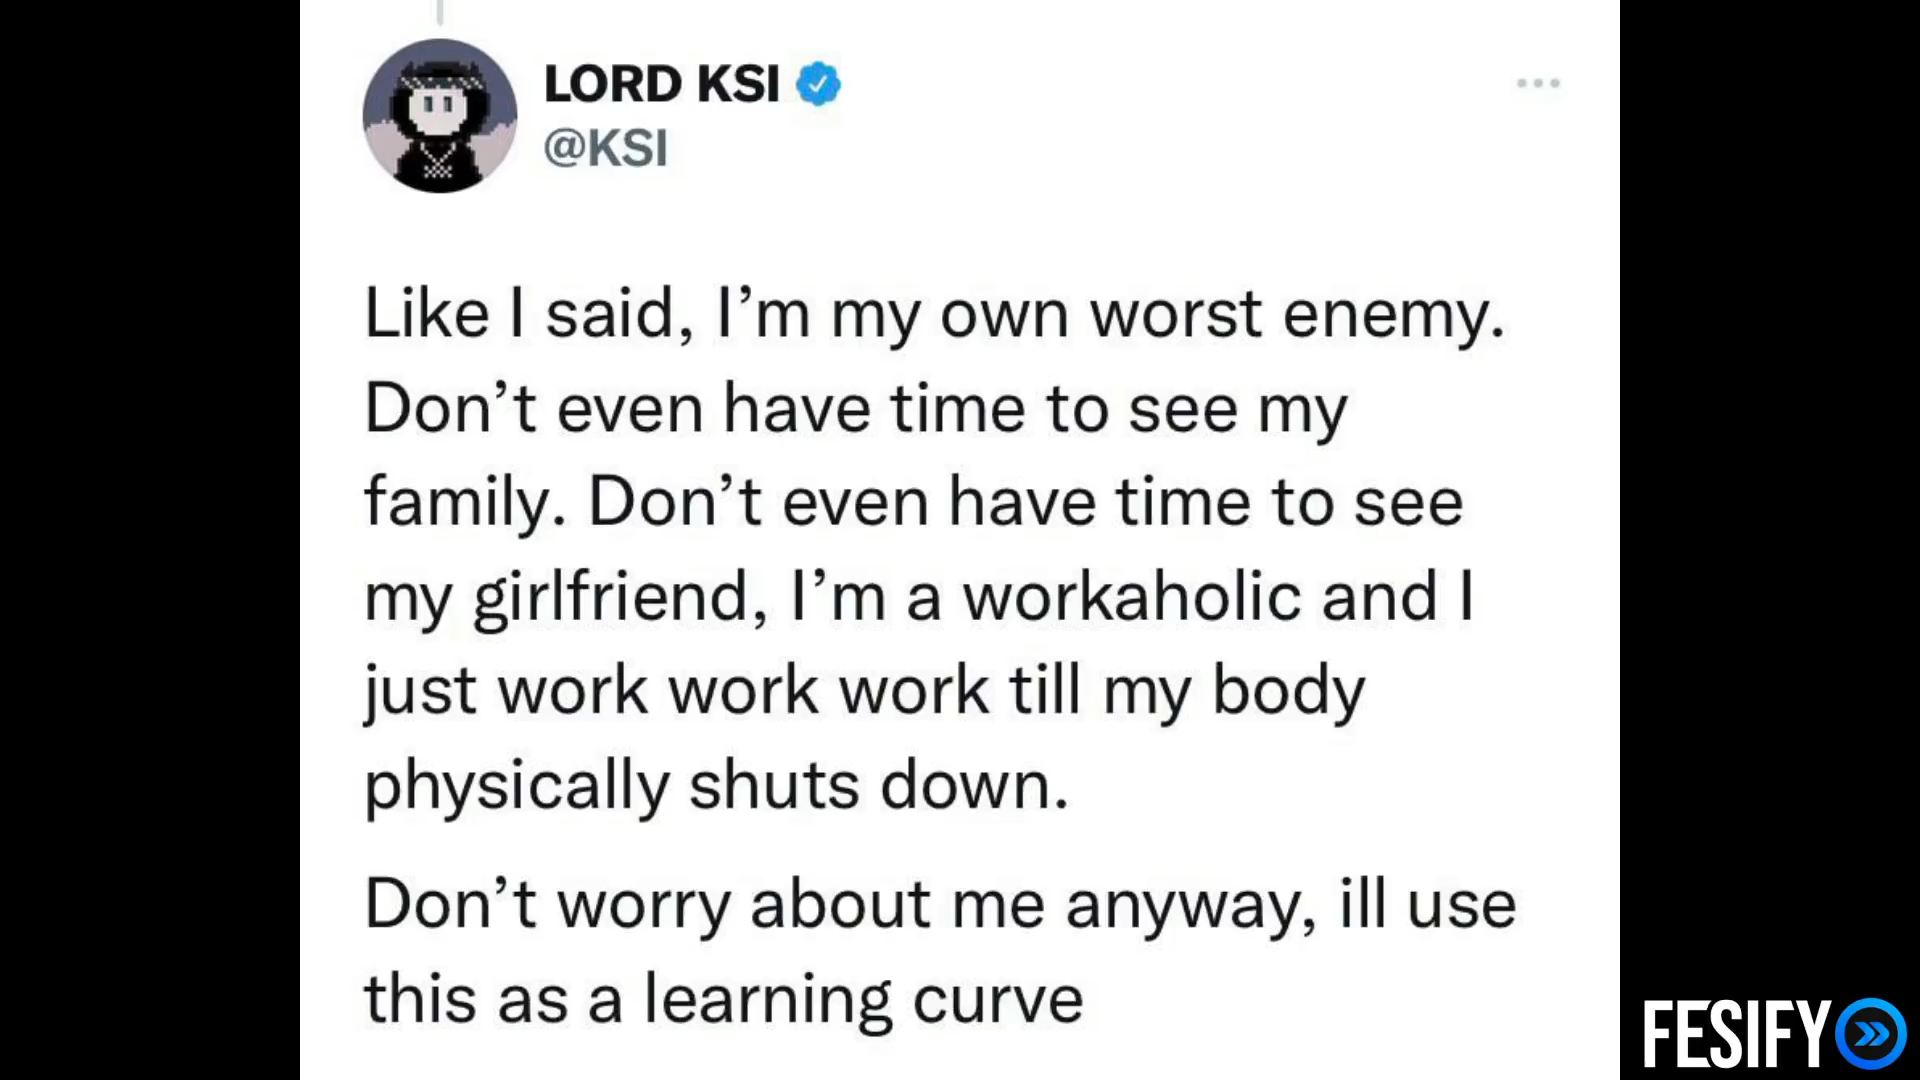 LORD KSI
@KSI
Like I said, I’m my own worst enemy.
Don’t even have time to see my
family. Don’t even have time to see
my girlfriend, I’m a workaholic and I
just work work work till my body
physically shuts down.
Don’t worry about me anyway, ill use
this as a learning curve
FESIFY